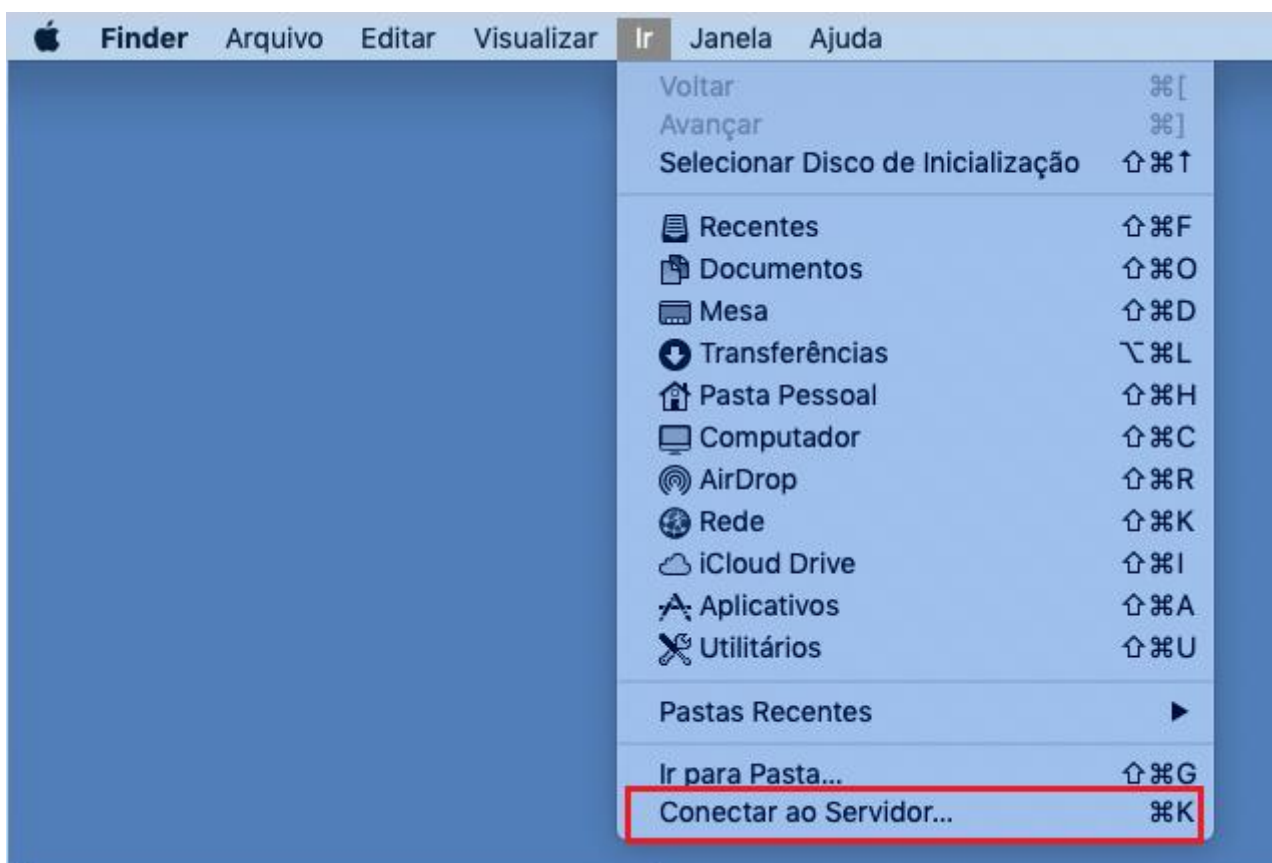 Finder Arquivo Editar Visualizar Ir Janela Ajuda
Voltar ⌘[
Avançar ⌘]
Selecionar Disco de Inicialização ⇧⌘↑
Recentes ⇧⌘F
Documentos ⇧⌘O
Mesa ⇧⌘D
Transferências ⌥⌘L
Pasta Pessoal ⇧⌘H
Computador ⇧⌘C
AirDrop ⇧⌘R
Rede ⇧⌘K
iCloud Drive ⇧⌘I
Aplicativos ⇧⌘A
Utilitários ⇧⌘U
Pastas Recentes ▶
Ir para Pasta... ⇧⌘G
Conectar ao Servidor... ⌘K